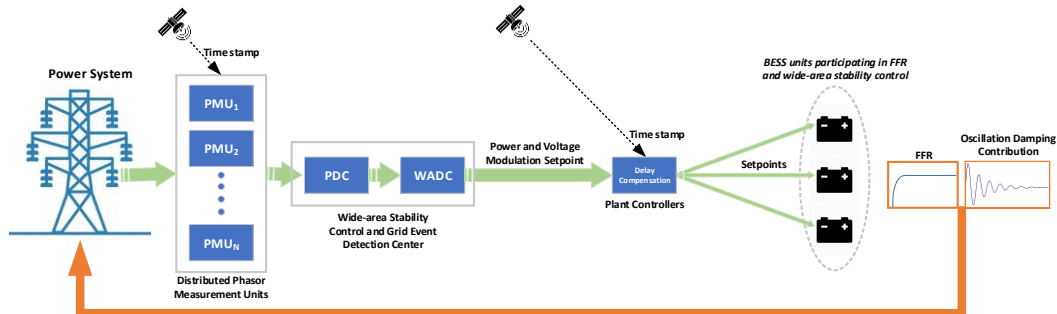 Power System
Time stamp
PMU1
PMU2
PMUN
Distributed Phasor
Measurement Units
PDC
WADC
Wide-area Stability
Control and Grid Event
Detection Center
Power and Voltage
Modulation Setpoint
Time stamp
Delay
Compensation
Plant Controllers
Setpoints
BESS units participating in FFR
and wide-area stability control
FFR
Oscillation Damping
Contribution